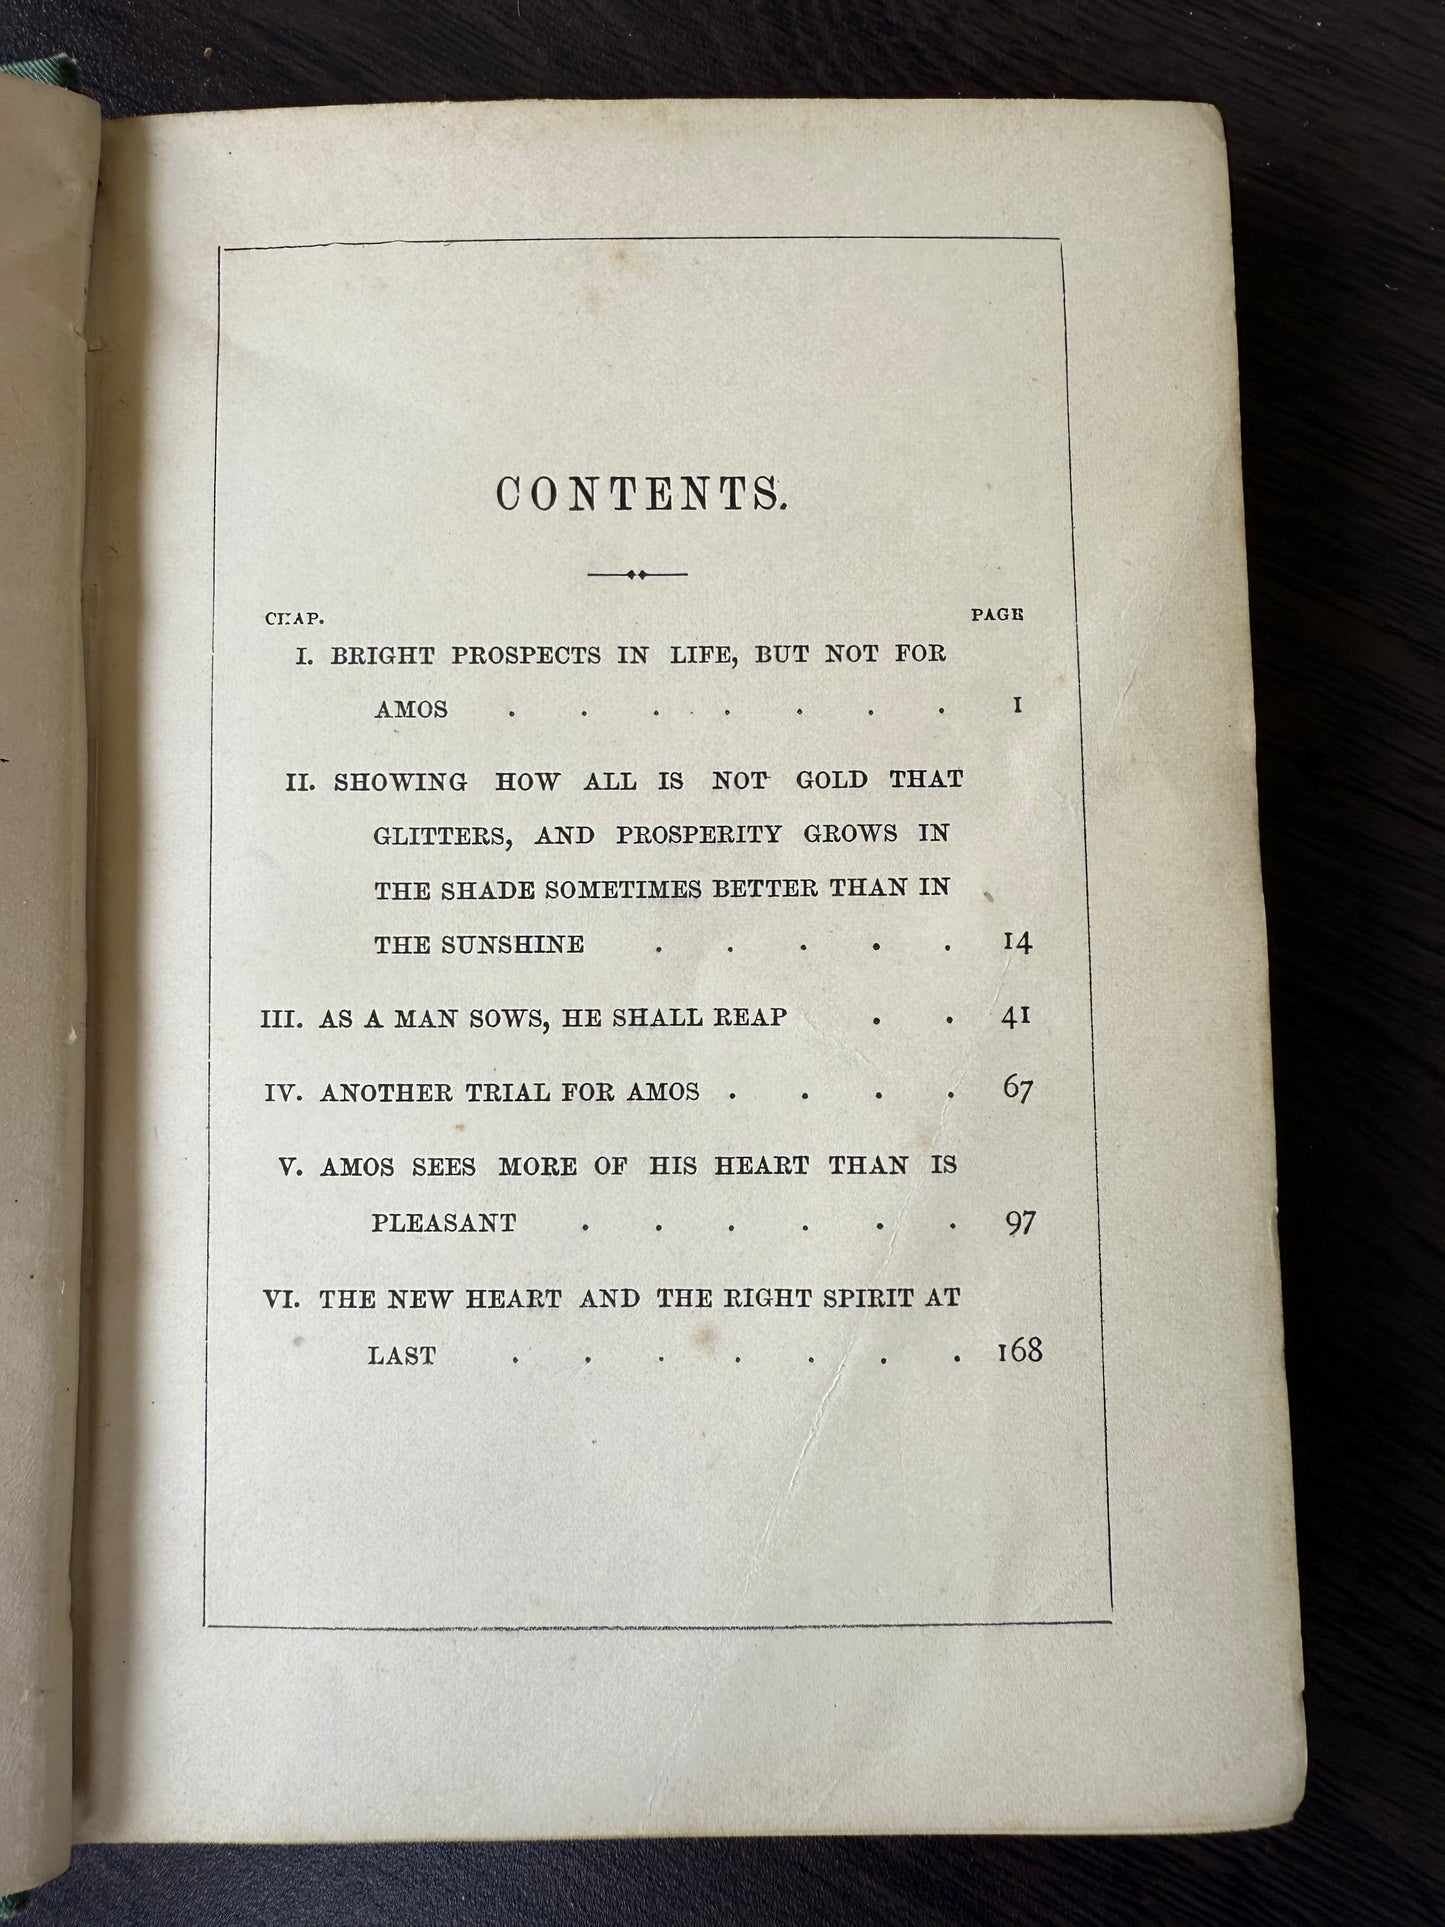 CONTENTS.
CHAP. PAGE
I. BRIGHT PROSPECTS IN LIFE, BUT NOT FOR
AMOS . . . . . . . 1
II. SHOWING HOW ALL IS NOT GOLD THAT
GLITTERS, AND PROSPERITY GROWS IN
THE SHADE SOMETIMES BETTER THAN IN
THE SUNSHINE . . . . . 14
III. AS A MAN SOWS, HE SHALL REAP . . 41
IV. ANOTHER TRIAL FOR AMOS . . . . 67
V. AMOS SEES MORE OF HIS HEART THAN IS
PLEASANT . . . . . . 97
VI. THE NEW HEART AND THE RIGHT SPIRIT AT
LAST . . . . . . . 168